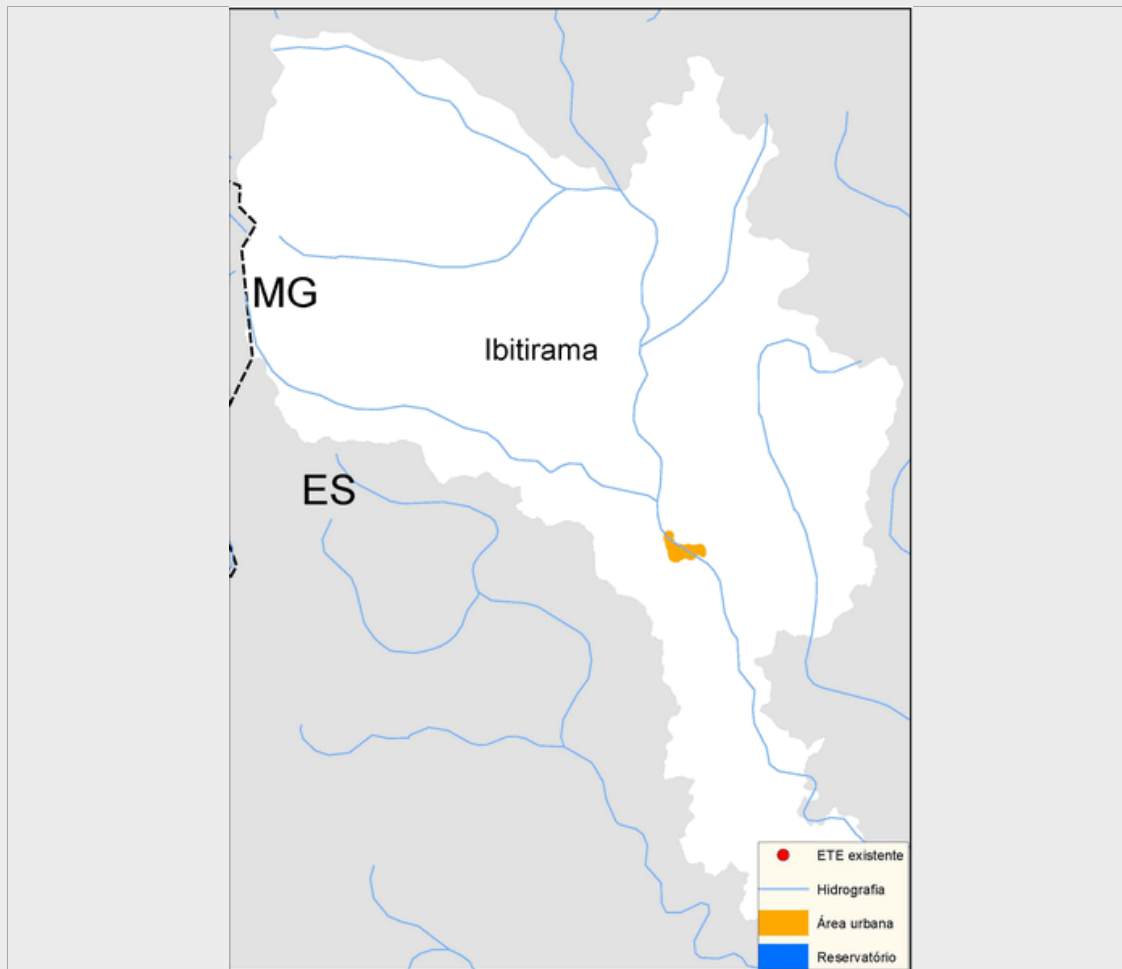 MG
Ibitirama
ES
ETE existente
Hidrografia
Área urbana
Reservatório